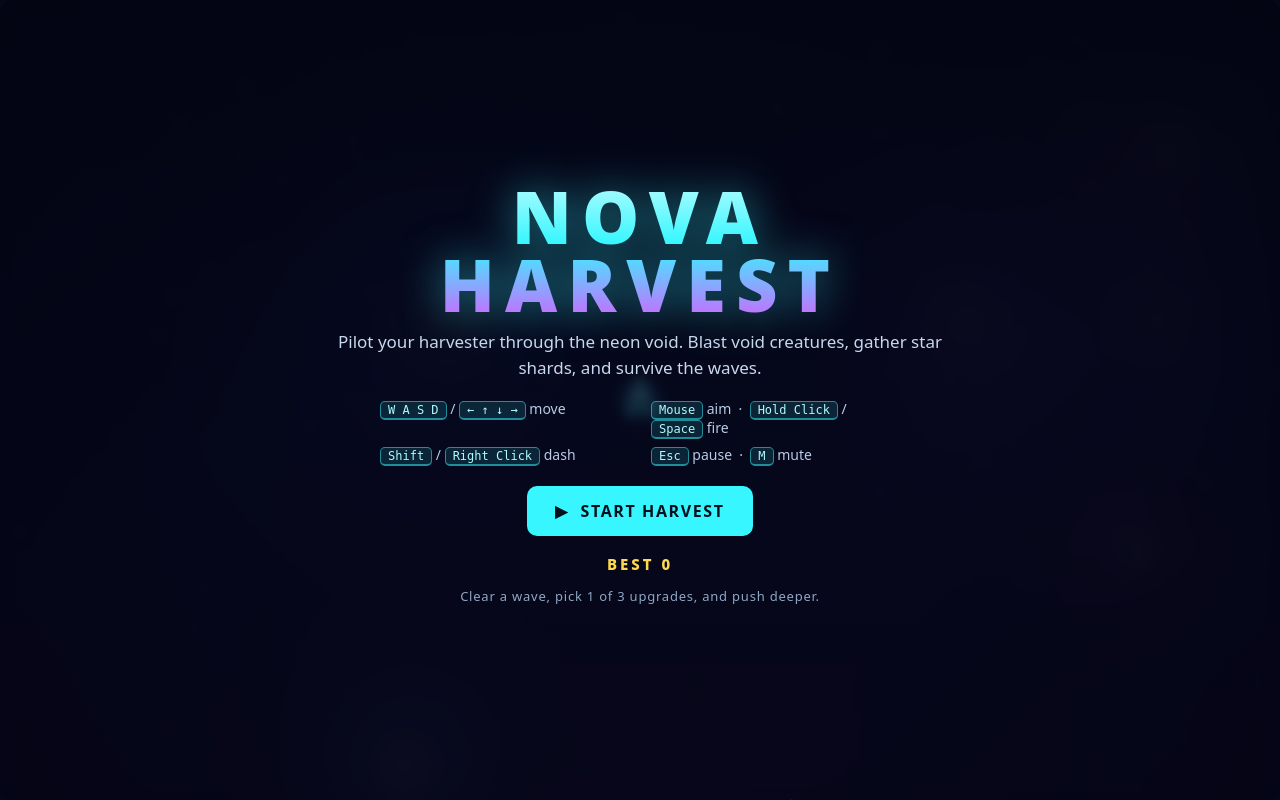 NOVA
HARVEST
Pilot your harvester through the neon void. Blast void creatures, gather star
shards, and survive the waves.
W A S D / ← ↑ ↓ → move
Mouse aim · Hold Click /
Space fire
Shift / Right Click dash
Esc pause · M mute
▶ START HARVEST
BEST 0
Clear a wave, pick 1 of 3 upgrades, and push deeper.